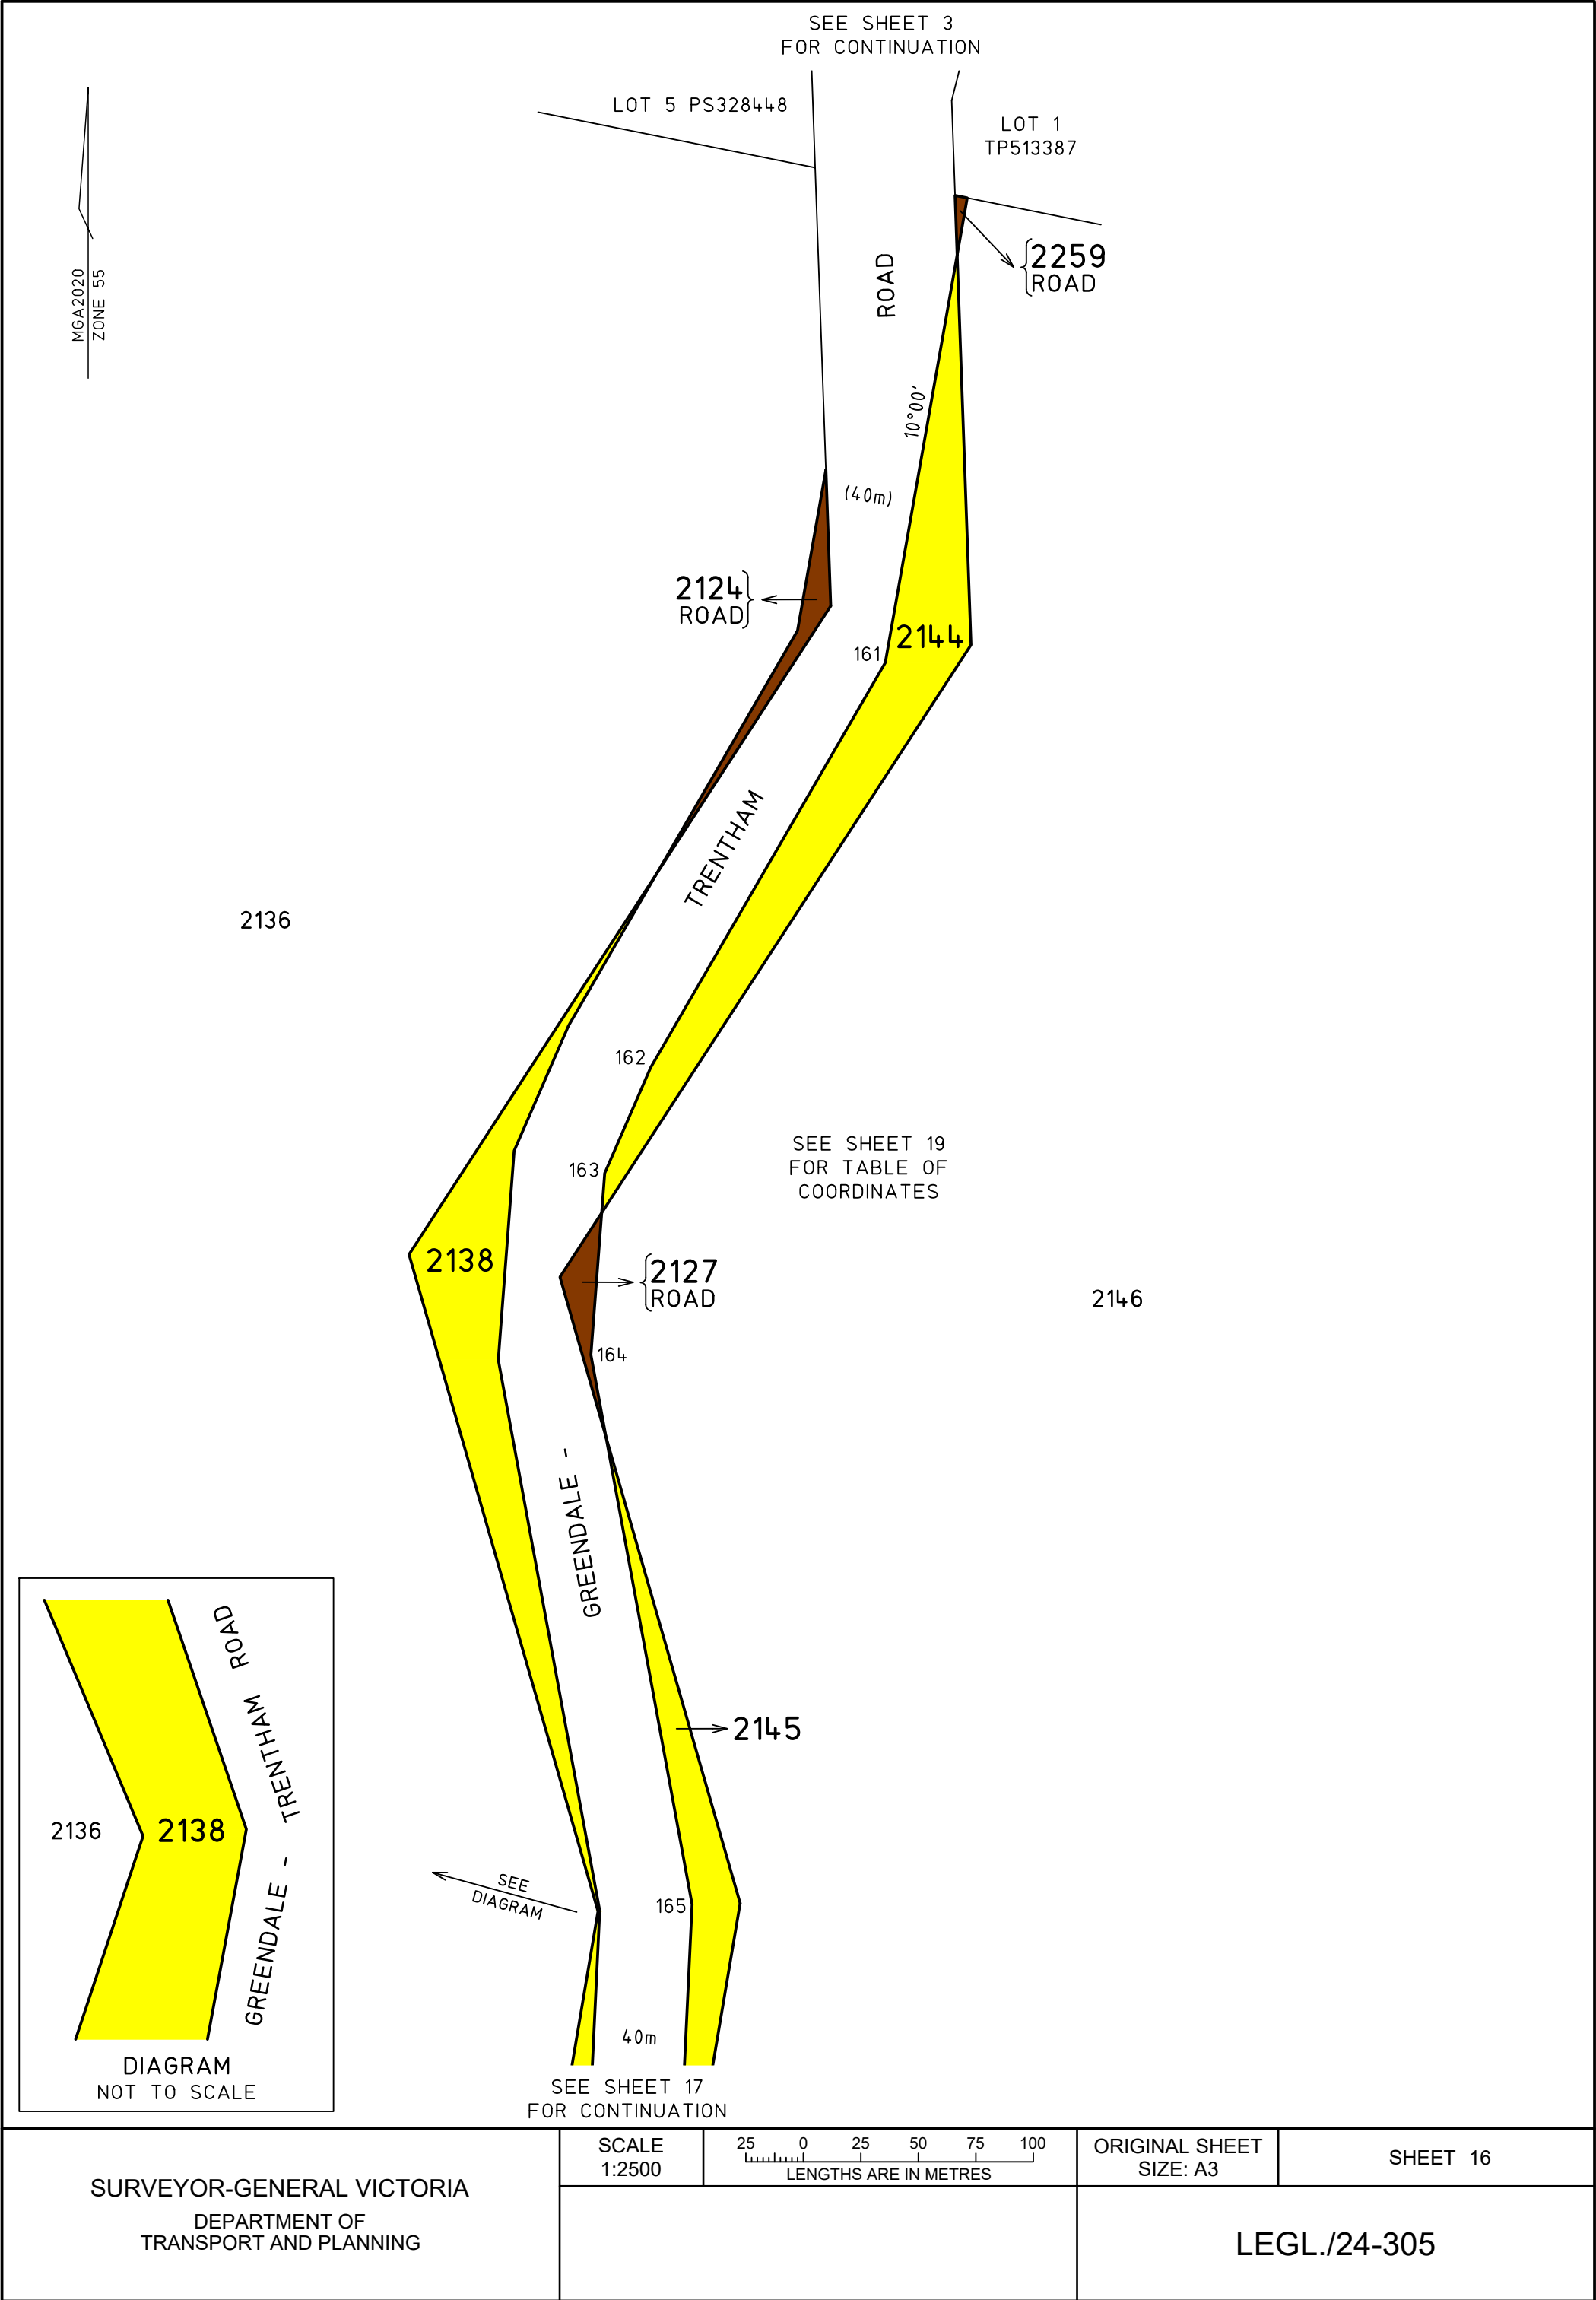 SEE SHEET 3
FOR CONTINUATION
LOT 5 PS328448
LOT 1
TP513387
MGA2020
ZONE 55
2259
ROAD
ROAD
10°00'
(40m)
2124
ROAD
161
2144
TRENTHAM
2136
162
SEE SHEET 19
FOR TABLE OF
COORDINATES
163
2138
2127
ROAD
2146
164
GREENDALE -
2145
SEE
DIAGRAM
165
40m
ROAD
TRENTHAM
GREENDALE -
2136
2138
DIAGRAM
NOT TO SCALE
SEE SHEET 17
FOR CONTINUATION
SURVEYOR-GENERAL VICTORIA
DEPARTMENT OF
TRANSPORT AND PLANNING
SCALE
1:2500
25 0 25 50 75 100
LENGTHS ARE IN METRES
ORIGINAL SHEET
SIZE: A3
SHEET 16
LEGL./24-305